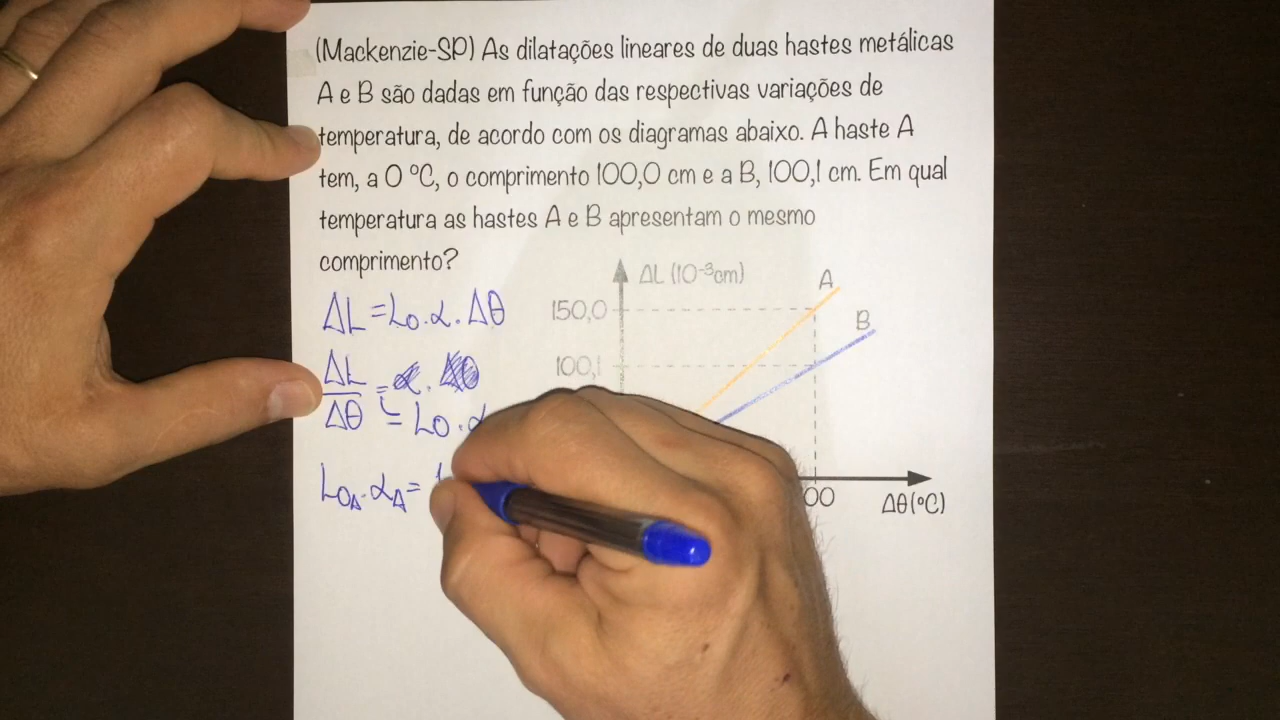 (Mackenzie-SP) As dilatações lineares de duas hastes metálicas
A e B são dadas em função das respectivas variações de
temperatura, de acordo com os diagramas abaixo. A haste A
tem, a 0 °C, o comprimento 100,0 cm e a B, 100,1 cm. Em qual
temperatura as hastes A e B apresentam o mesmo
comprimento?
ΔL (10⁻³cm)
A
150,0
B
100,1
00
Δθ(°C)
ΔL = L₀.α.Δθ
ΔL/Δθ = L₀.α
L₀A.αA =